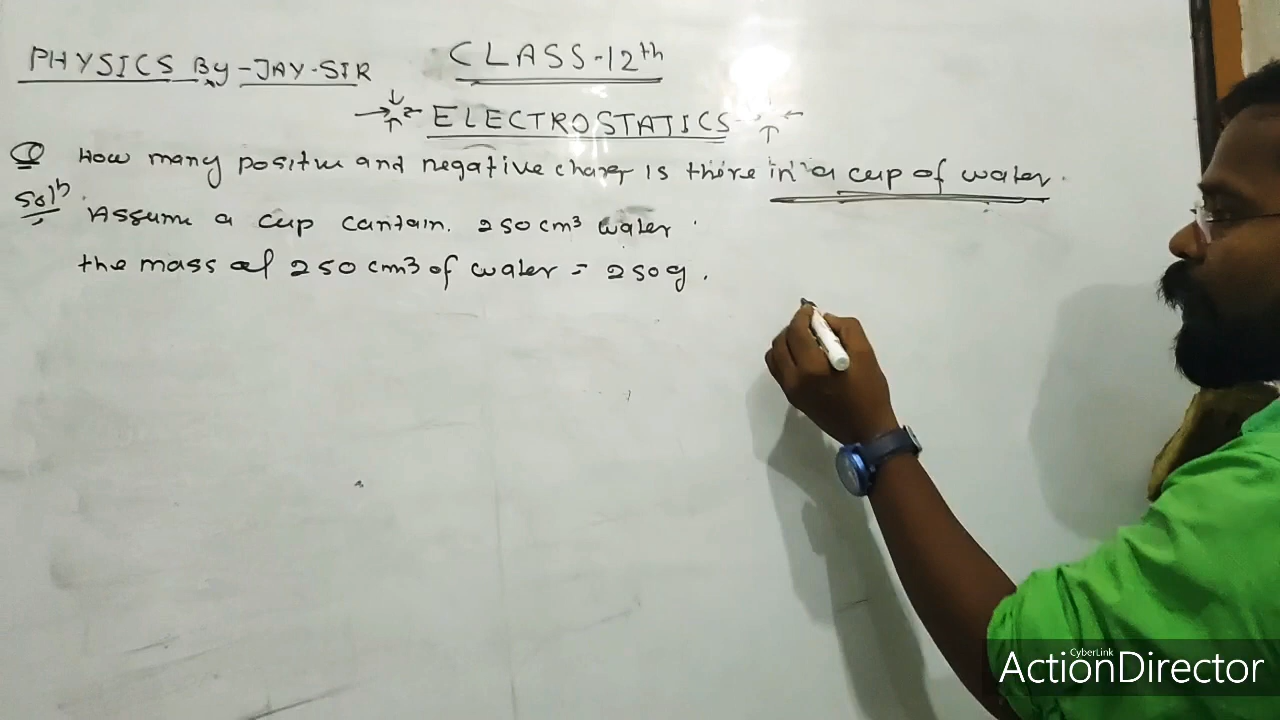 PHYSICS By-JAY-SIR
CLASS-12th
ELECTROSTATICS
Q How many positive and negative charge is there in a cup of water.
Soln Assume a cup contain. 250 cm3 water.
the mass of 250 cm3 of water = 250g.
CyberLink
ActionDirector